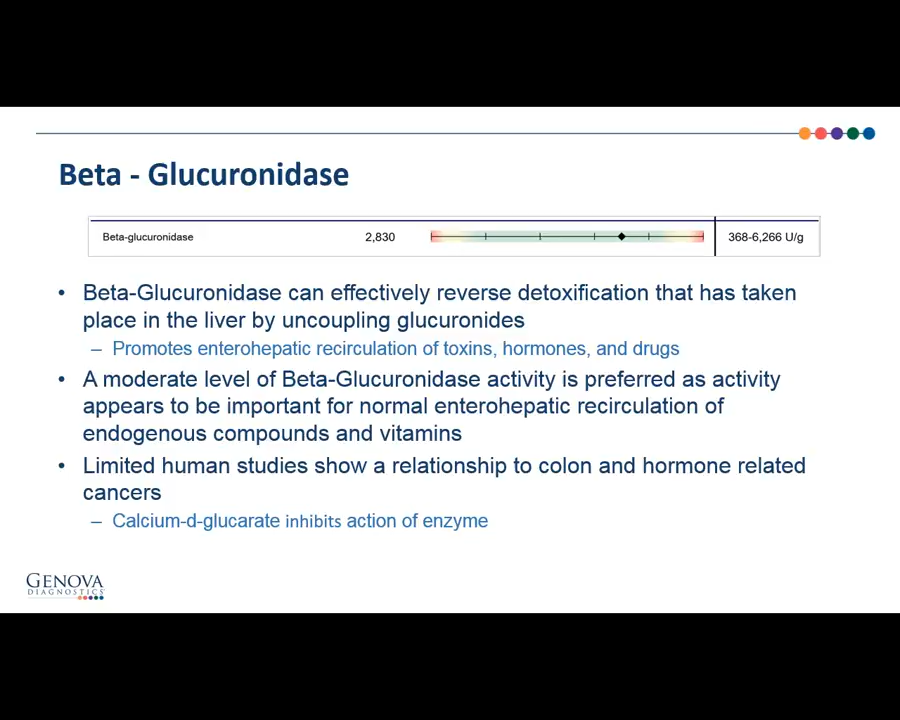 Beta - Glucuronidase
Beta-glucuronidase 2,830 368-6,266 U/g
• Beta-Glucuronidase can effectively reverse detoxification that has taken
place in the liver by uncoupling glucuronides
– Promotes enterohepatic recirculation of toxins, hormones, and drugs
• A moderate level of Beta-Glucuronidase activity is preferred as activity
appears to be important for normal enterohepatic recirculation of
endogenous compounds and vitamins
• Limited human studies show a relationship to colon and hormone related
cancers
– Calcium-d-glucarate inhibits action of enzyme
GENOVA
DIAGNOSTICS